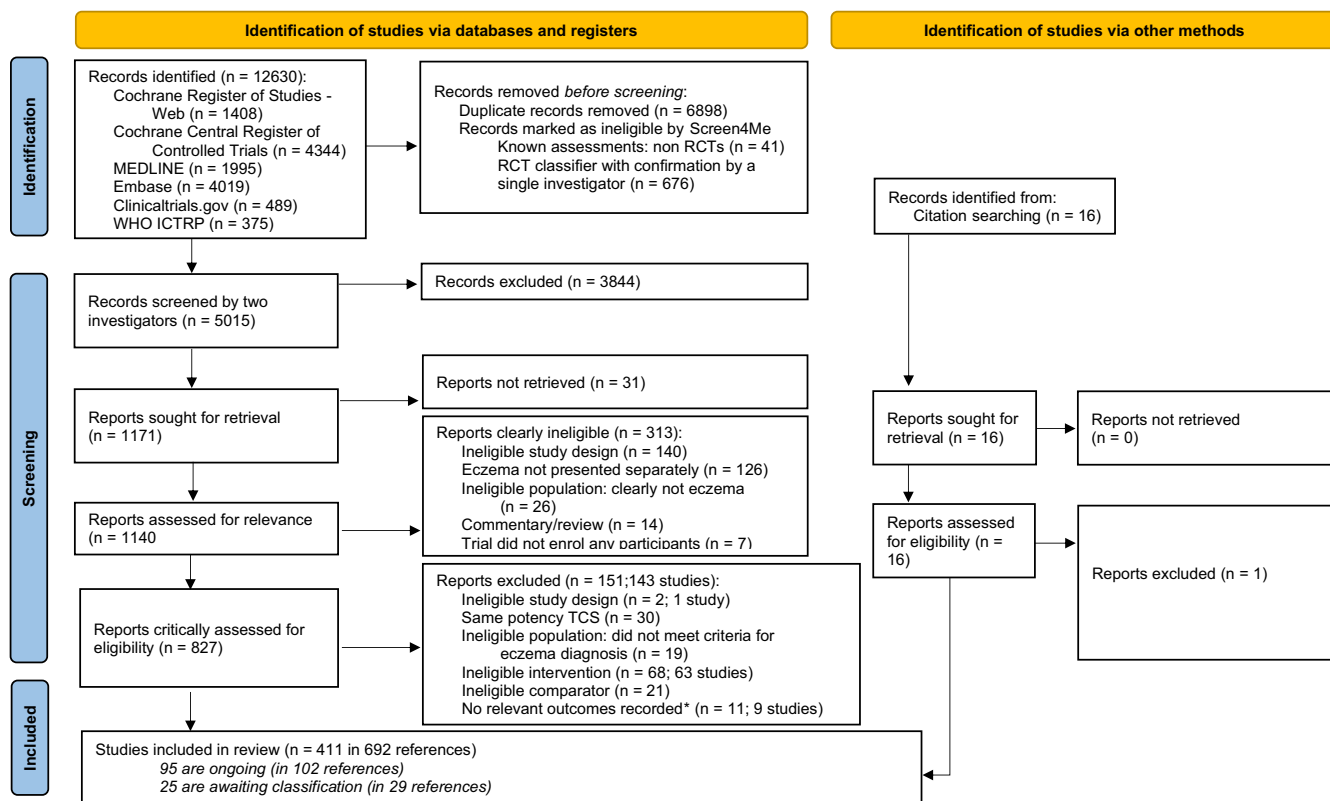 Identification of studies via databases and registers
Identification of studies via other methods
Identification
Records identified (n = 12630):
Cochrane Register of Studies -
Web (n = 1408)
Cochrane Central Register of
Controlled Trials (n = 4344)
MEDLINE (n = 1995)
Embase (n = 4019)
Clinicaltrials.gov (n = 489)
WHO ICTRP (n = 375)
Records removed before screening:
Duplicate records removed (n = 6898)
Records marked as ineligible by Screen4Me
Known assessments: non RCTs (n = 41)
RCT classifier with confirmation by a
single investigator (n = 676)
Records identified from:
Citation searching (n = 16)
Screening
Records screened by two
investigators (n = 5015)
Records excluded (n = 3844)
Reports sought for retrieval
(n = 1171)
Reports not retrieved (n = 31)
Reports sought for
retrieval (n = 16)
Reports not retrieved
(n = 0)
Reports assessed for relevance
(n = 1140
Reports clearly ineligible (n = 313):
Ineligible study design (n = 140)
Eczema not presented separately (n = 126)
Ineligible population: clearly not eczema
(n = 26)
Commentary/review (n = 14)
Trial did not enrol any participants (n = 7)
Reports assessed
for eligibility (n =
16)
Reports excluded (n = 1)
Reports critically assessed for
eligibility (n = 827)
Reports excluded (n = 151;143 studies):
Ineligible study design (n = 2; 1 study)
Same potency TCS (n = 30)
Ineligible population: did not meet criteria for
eczema diagnosis (n = 19)
Ineligible intervention (n = 68; 63 studies)
Ineligible comparator (n = 21)
No relevant outcomes recorded* (n = 11; 9 studies)
Included
Studies included in review (n = 411 in 692 references)
95 are ongoing (in 102 references)
25 are awaiting classification (in 29 references)